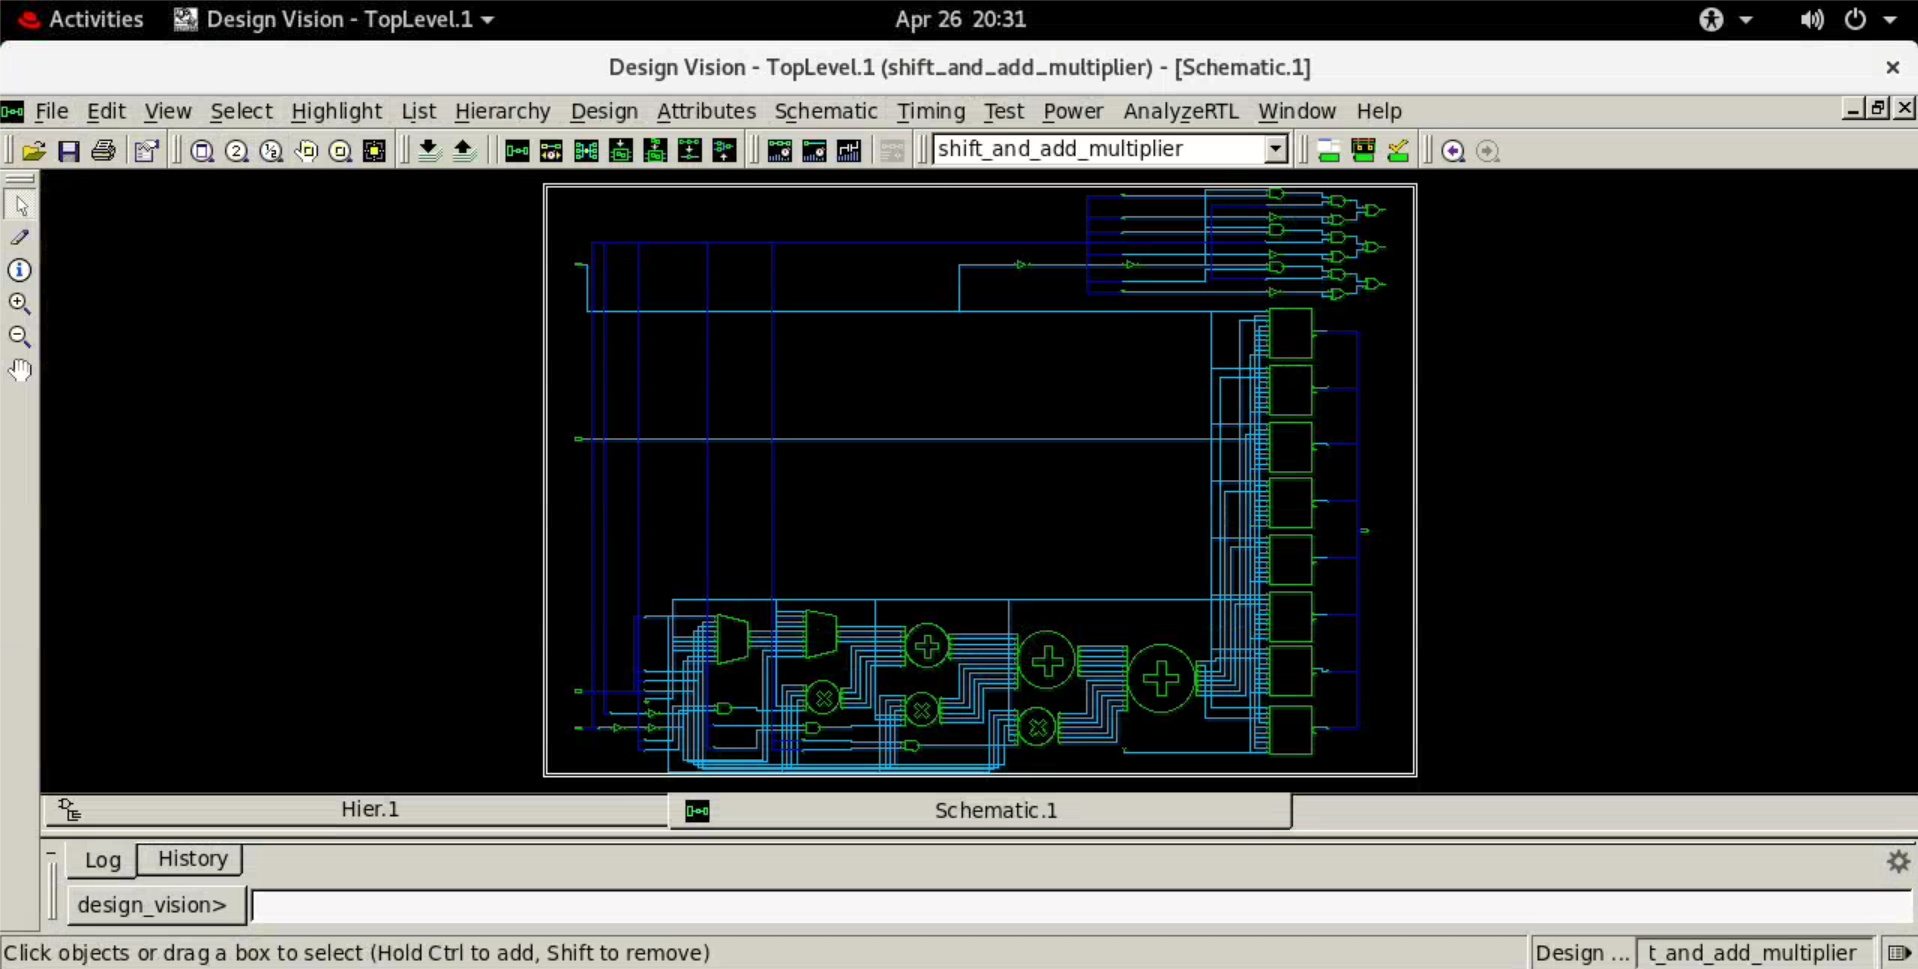 Activities Design Vision - TopLevel.1 Apr 26 20:31
Design Vision - TopLevel.1 (shift_and_add_multiplier) - [Schematic.1]
File Edit View Select Highlight List Hierarchy Design Attributes Schematic Timing Test Power AnalyzeRTL Window Help
shift_and_add_multiplier
Hier.1 Schematic.1
Log History
design_vision>
Click objects or drag a box to select (Hold Ctrl to add, Shift to remove) Design ... t_and_add_multiplier